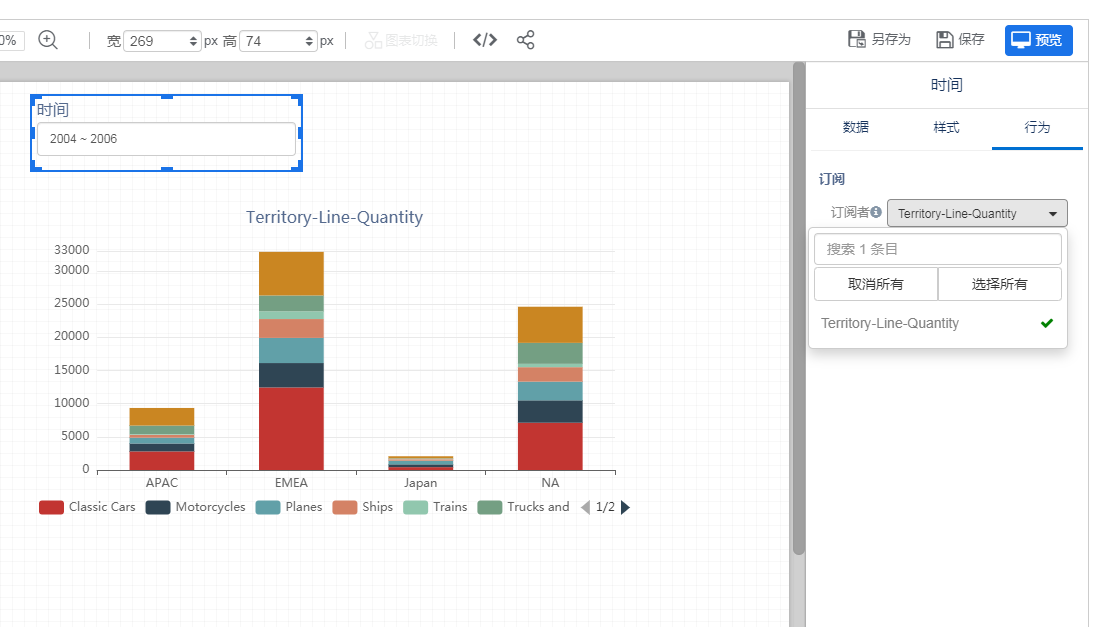 0% 宽 269 px 高 74 px 图表切换 另存为 保存 预览
时间
2004 ~ 2006
Territory-Line-Quantity
33000
30000
25000
20000
15000
10000
5000
0
APAC EMEA Japan NA
Classic Cars Motorcycles Planes Ships Trains Trucks and 1/2
时间
数据 样式 行为
订阅
订阅者 Territory-Line-Quantity
搜索 1 条目
取消所有 选择所有
Territory-Line-Quantity